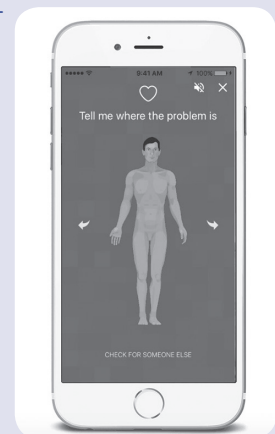 9:41 AM 100%
Tell me where the problem is
CHECK FOR SOMEONE ELSE